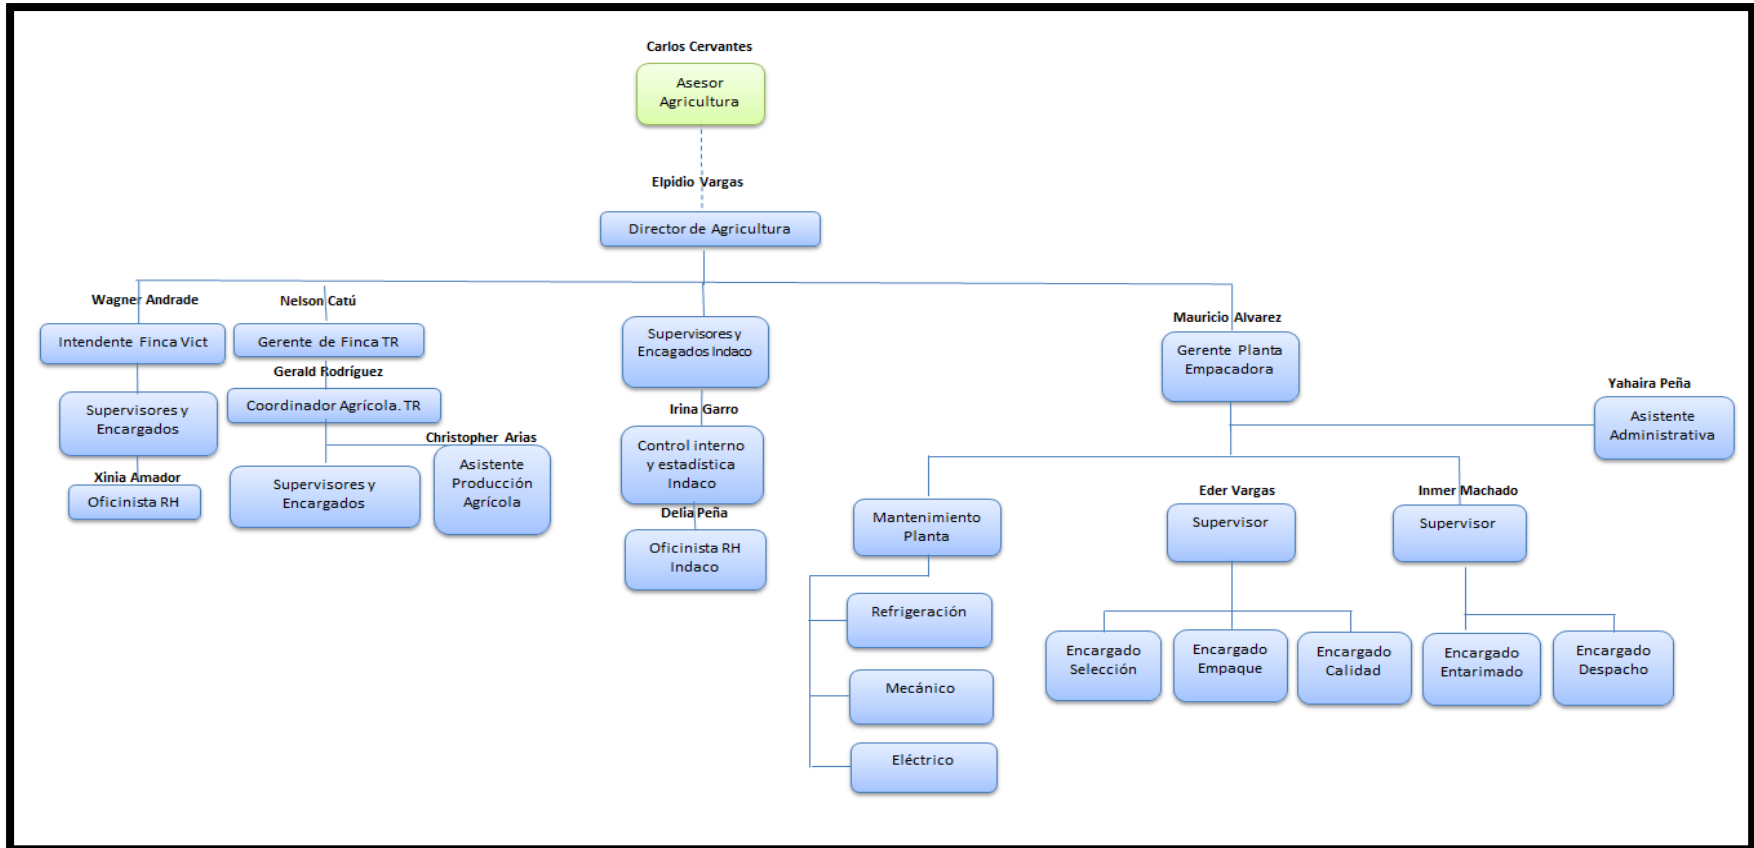 Carlos Cervantes
Asesor
Agricultura
Elpidio Vargas
Director de Agricultura
Wagner Andrade
Intendente Finca Vict
Supervisores y
Encargados
Xinia Amador
Oficinista RH
Nelson Catú
Gerente de Finca TR
Gerald Rodríguez
Coordinador Agrícola. TR
Supervisores y
Encargados
Christopher Arias
Asistente
Producción
Agrícola
Supervisores y
Encagados Indaco
Irina Garro
Control interno
y estadística
Indaco
Delia Peña
Oficinista RH
Indaco
Mauricio Alvarez
Gerente Planta
Empacadora
Yahaira Peña
Asistente
Administrativa
Mantenimiento
Planta
Refrigeración
Mecánico
Eléctrico
Eder Vargas
Supervisor
Encargado
Selección
Encargado
Empaque
Encargado
Calidad
Inmer Machado
Supervisor
Encargado
Entarimado
Encargado
Despacho